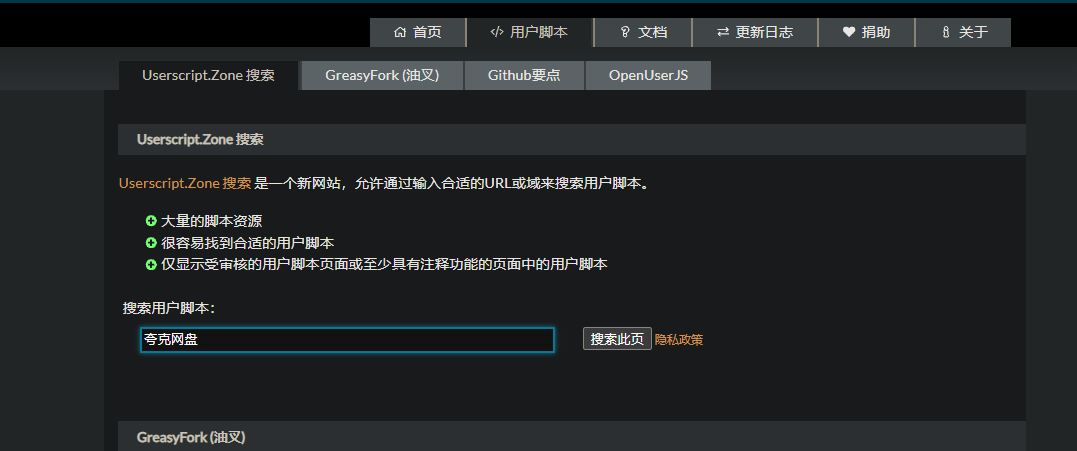 首页 用户脚本 文档 更新日志 捐助 关于
Userscript.Zone 搜索 GreasyFork (油叉) Github要点 OpenUserJS
Userscript.Zone 搜索
Userscript.Zone 搜索 是一个新网站，允许通过输入合适的URL或域来搜索用户脚本。
大量的脚本资源
很容易找到合适的用户脚本
仅显示受审核的用户脚本页面或至少具有注释功能的页面中的用户脚本
搜索用户脚本：
夸克网盘 搜索此页 隐私政策
GreasyFork (油叉)